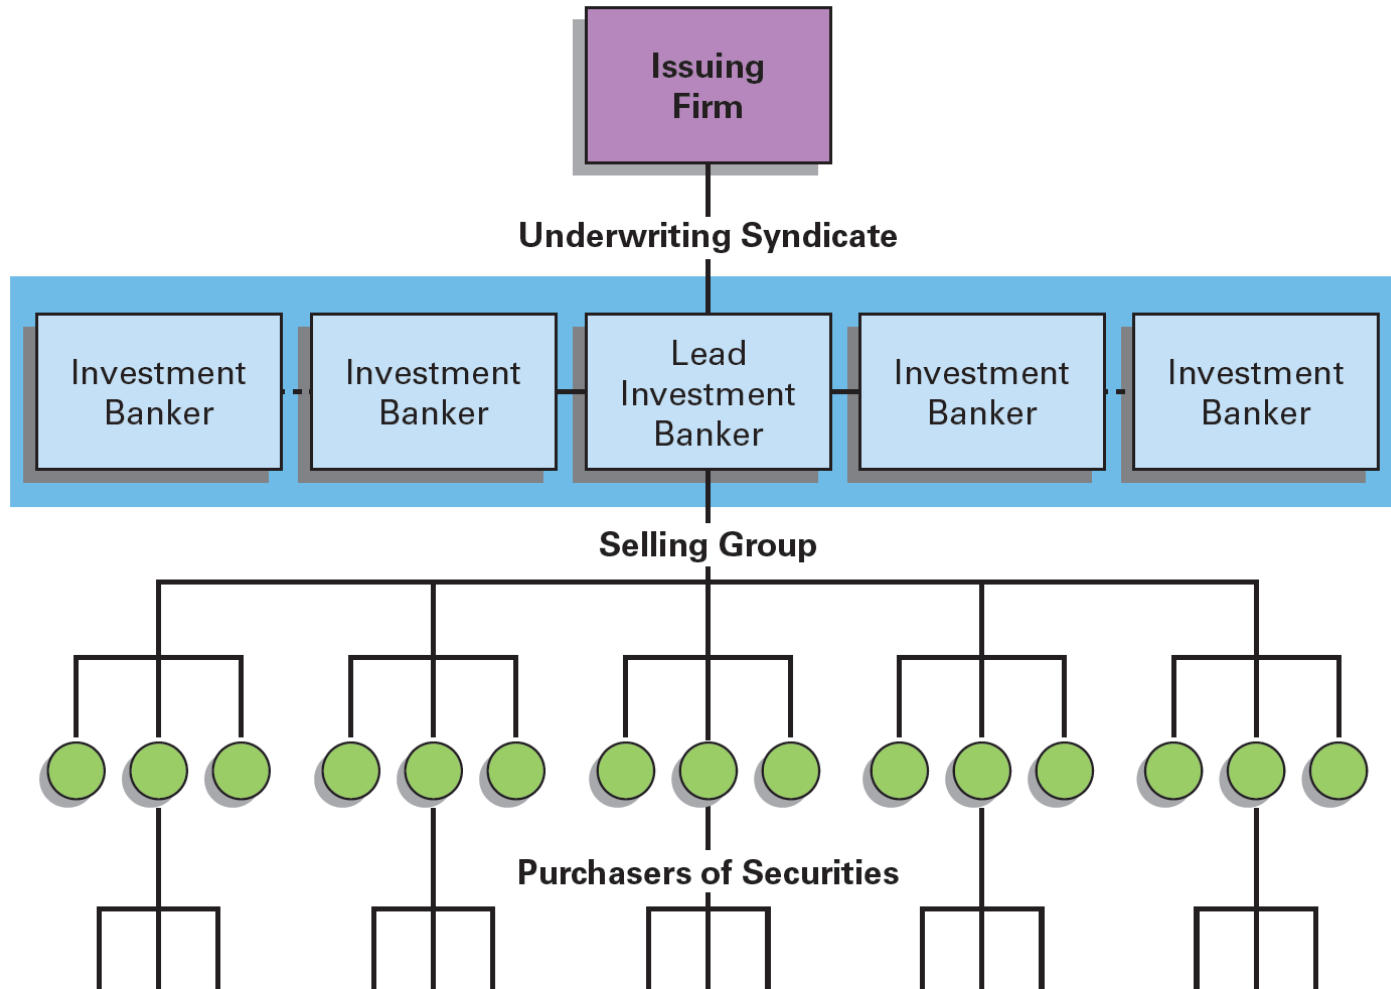 Issuing
Firm
Underwriting Syndicate
Investment
Banker
Investment
Banker
Lead
Investment
Banker
Investment
Banker
Investment
Banker
Selling Group
Purchasers of Securities